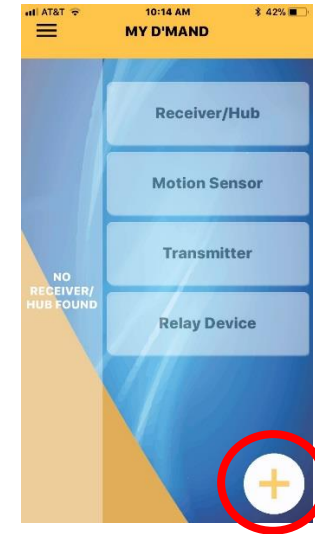 AT&T 10:14 AM 42%
MY D'MAND
Receiver/Hub
Motion Sensor
Transmitter
NO
RECEIVER/
HUB FOUND
Relay Device
+